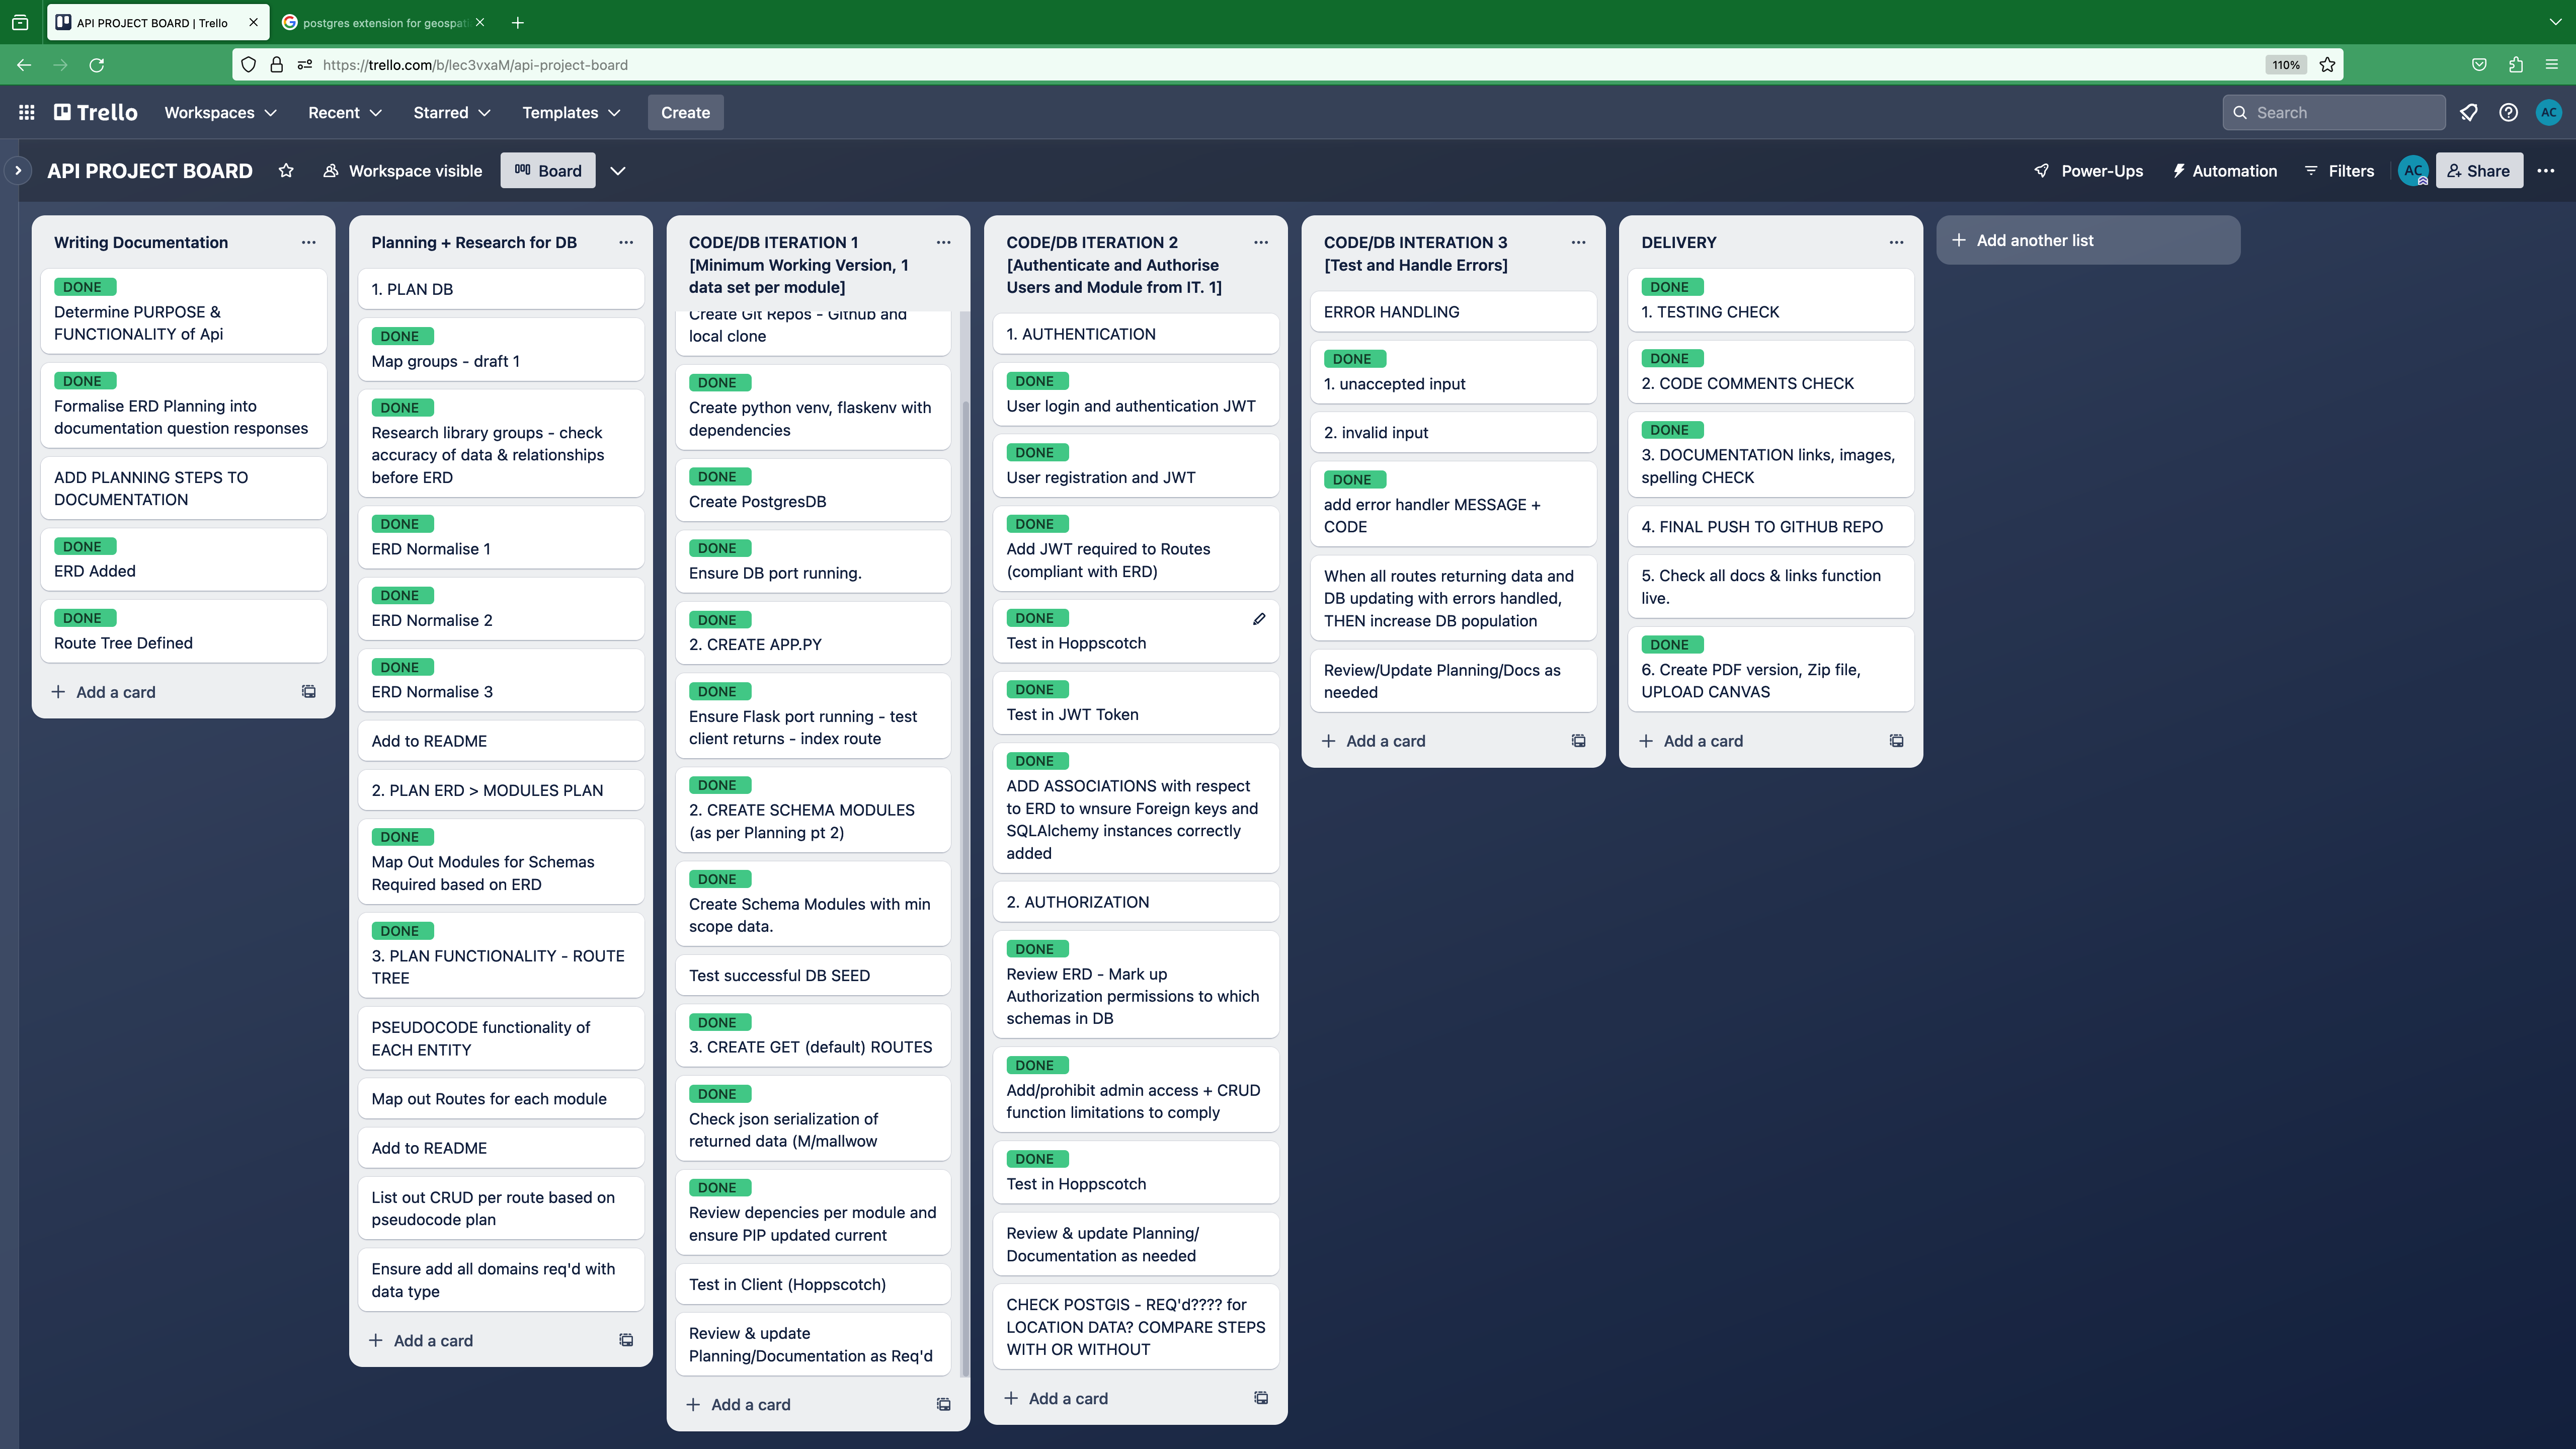 API PROJECT BOARD | Trello
postgres extension for geospat
https://trello.com/b/lec3vxaM/api-project-board
110%
Trello
Workspaces
Recent
Starred
Templates
Create
Search
AC
API PROJECT BOARD
Workspace visible
Board
Power-Ups
Automation
Filters
AC
Share
Writing Documentation
DONE
Determine PURPOSE &
FUNCTIONALITY of Api
DONE
Formalise ERD Planning into
documentation question responses
ADD PLANNING STEPS TO
DOCUMENTATION
DONE
ERD Added
DONE
Route Tree Defined
Add a card
Planning + Research for DB
1. PLAN DB
DONE
Map groups - draft 1
DONE
Research library groups - check
accuracy of data & relationships
before ERD
DONE
ERD Normalise 1
DONE
ERD Normalise 2
DONE
ERD Normalise 3
Add to README
2. PLAN ERD > MODULES PLAN
DONE
Map Out Modules for Schemas
Required based on ERD
DONE
3. PLAN FUNCTIONALITY - ROUTE
TREE
PSEUDOCODE functionality of
EACH ENTITY
Map out Routes for each module
Add to README
List out CRUD per route based on
pseudocode plan
Ensure add all domains req'd with
data type
Add a card
CODE/DB ITERATION 1
[Minimum Working Version, 1
data set per module]
Create Git Repos - Github and
local clone
DONE
Create python venv, flaskenv with
dependencies
DONE
Create PostgresDB
DONE
Ensure DB port running.
DONE
2. CREATE APP.PY
DONE
Ensure Flask port running - test
client returns - index route
DONE
2. CREATE SCHEMA MODULES
(as per Planning pt 2)
DONE
Create Schema Modules with min
scope data.
Test successful DB SEED
DONE
3. CREATE GET (default) ROUTES
DONE
Check json serialization of
returned data (M/mallwow
DONE
Review depencies per module and
ensure PIP updated current
Test in Client (Hoppscotch)
Review & update
Planning/Documentation as Req'd
Add a card
CODE/DB ITERATION 2
[Authenticate and Authorise
Users and Module from IT. 1]
1. AUTHENTICATION
DONE
User login and authentication JWT
DONE
User registration and JWT
DONE
Add JWT required to Routes
(compliant with ERD)
DONE
Test in Hoppscotch
DONE
Test in JWT Token
DONE
ADD ASSOCIATIONS with respect
to ERD to wnsure Foreign keys and
SQLAlchemy instances correctly
added
2. AUTHORIZATION
DONE
Review ERD - Mark up
Authorization permissions to which
schemas in DB
DONE
Add/prohibit admin access + CRUD
function limitations to comply
DONE
Test in Hoppscotch
Review & update Planning/
Documentation as needed
CHECK POSTGIS - REQ'd???? for
LOCATION DATA? COMPARE STEPS
WITH OR WITHOUT
Add a card
CODE/DB INTERATION 3
[Test and Handle Errors]
ERROR HANDLING
DONE
1. unaccepted input
2. invalid input
DONE
add error handler MESSAGE +
CODE
When all routes returning data and
DB updating with errors handled,
THEN increase DB population
Review/Update Planning/Docs as
needed
Add a card
DELIVERY
DONE
1. TESTING CHECK
DONE
2. CODE COMMENTS CHECK
DONE
3. DOCUMENTATION links, images,
spelling CHECK
4. FINAL PUSH TO GITHUB REPO
5. Check all docs & links function
live.
DONE
6. Create PDF version, Zip file,
UPLOAD CANVAS
Add a card
Add another list